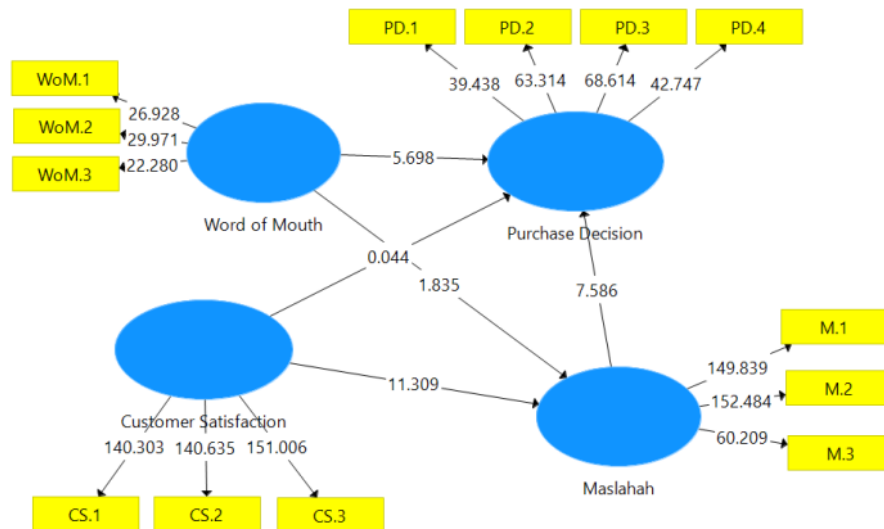 PD.1
PD.2
PD.3
PD.4
39.438
63.314
68.614
42.747
WoM.1
WoM.2
WoM.3
26.928
29.971
22.280
5.698
Word of Mouth
Purchase Decision
0.044
1.835
7.586
11.309
Customer Satisfaction
140.303
140.635
151.006
CS.1
CS.2
CS.3
Maslahah
149.839
152.484
60.209
M.1
M.2
M.3